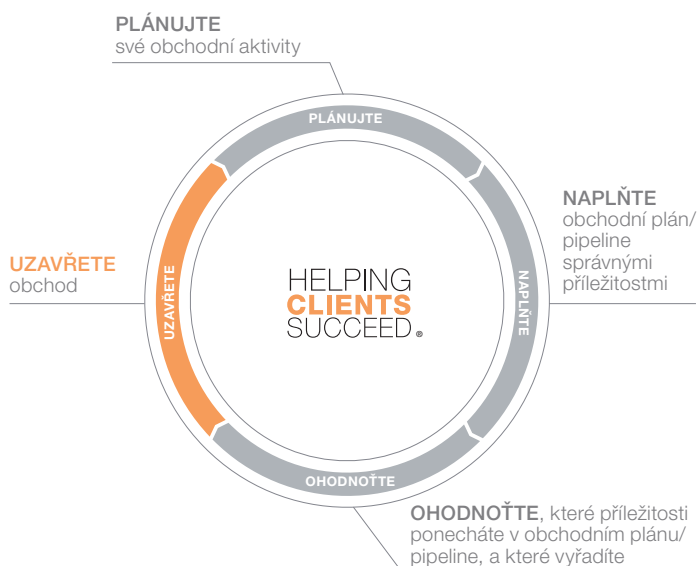 PLÁNUJTE
své obchodní aktivity
PLÁNUJTE
NAPLŇTE
obchodní plán/
pipeline
správnými
příležitostmi
NAPLŇTE
UZAVŘETE
obchod
UZAVŘETE
HELPING
CLIENTS
SUCCEED®
OHODNOŤTE
OHODNOŤTE, které příležitosti
ponecháte v obchodním plánu/
pipeline, a které vyřadíte